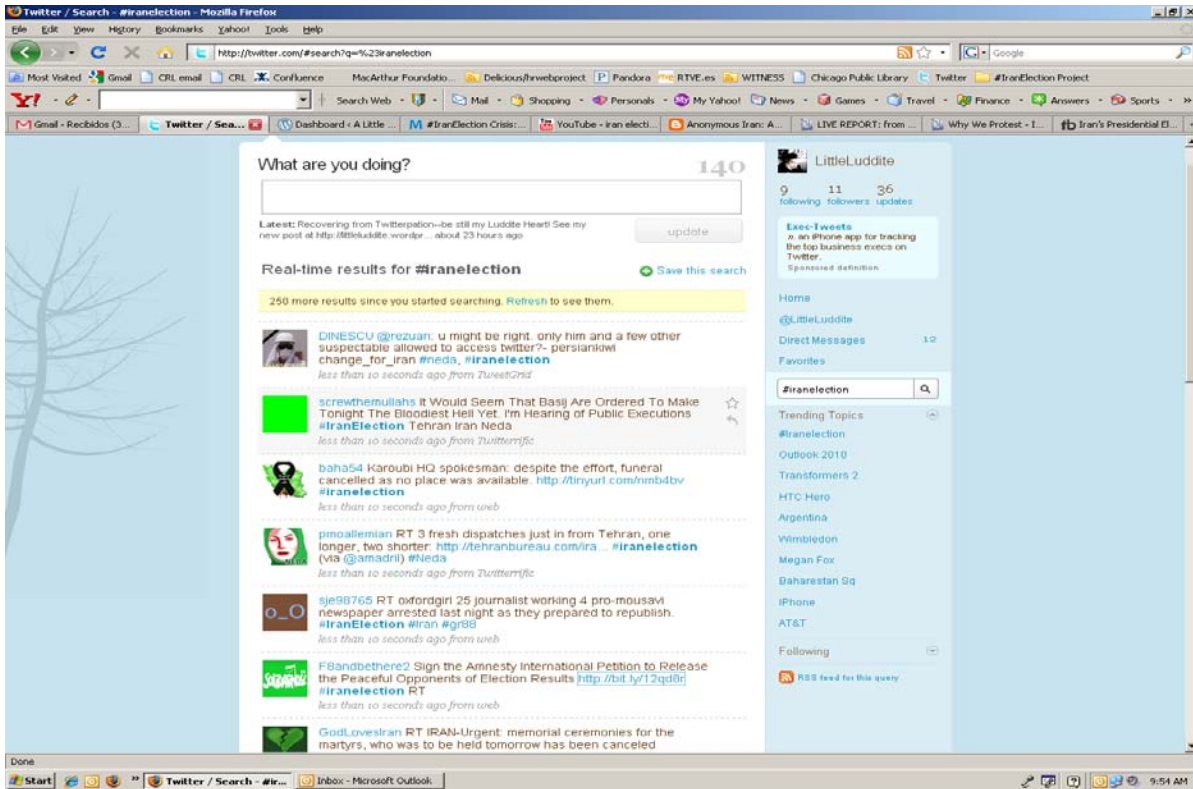 Twitter / Search - #iranelection - Mozilla Firefox
File Edit View History Bookmarks Yahoo! Tools Help
http://twitter.com/#search?q=%23iranelection
Google
Most Visited Gmail CRL email CRL Confluence MacArthur Foundatio... Delicious/hrwebproject Pandora RTVE.es WITNESS Chicago Public Library Twitter #IranElection Project
Y! Search Web Mail Shopping Personals My Yahoo! News Games Travel Finance Answers Sports
Gmail - Recibidos (3... Twitter / Sea... Dashboard ‹ A Little ... #IranElection Crisis:... YouTube - iran electi... Anonymous Iran: A... LIVE REPORT: from ... Why We Protest - I... Iran's Presidential El...
What are you doing?
140
Latest: Recovering from Twitterpation--be still my Luddite Heart! See my
new post at http://littleluddite.wordpr... about 23 hours ago
update
Real-time results for #iranelection
Save this search
250 more results since you started searching. Refresh to see them.
DINESCU @rezuan: u might be right. only him and a few other
suspectable allowed to access twitter?- persiankiwi
change_for_iran #neda, #iranelection
less than 10 seconds ago from TweetGrid
screwthemullahs It Would Seem That Basij Are Ordered To Make
Tonight The Bloodiest Hell Yet. I'm Hearing of Public Executions
#IranElection Tehran Iran Neda
less than 10 seconds ago from Twitterrific
baha54 Karoubi HQ spokesman: despite the effort, funeral
cancelled as no place was available. http://tinyurl.com/nmb4bv
#iranelection
less than 10 seconds ago from web
pmoallemian RT 3 fresh dispatches just in from Tehran, one
longer, two shorter: http://tehranbureau.com/ira... #iranelection
(via @amadril) #Neda
less than 10 seconds ago from Twitterrific
o_O
sje98765 RT oxfordgirl 25 journalist working 4 pro-mousavi
newspaper arrested last night as they prepared to republish.
#IranElection #Iran #gr88
less than 10 seconds ago from web
F8andbethere2 Sign the Amnesty International Petition to Release
the Peaceful Opponents of Election Results http://bit.ly/12qd8r
#iranelection RT
less than 10 seconds ago from web
GodLovesIran RT IRAN-Urgent: memorial ceremonies for the
martyrs, who was to be held tomorrow has been canceled
LittleLuddite
9 11 36
following followers updates
Exec-Tweets
n. an iPhone app for tracking
the top business execs on
Twitter.
Sponsored definition
Home
@LittleLuddite
Direct Messages 12
Favorites
#iranelection
Trending Topics
#iranelection
Outlook 2010
Transformers 2
HTC Hero
Argentina
Wimbledon
Megan Fox
Baharestan Sq
iPhone
AT&T
Following
RSS feed for this query
Done
Start Twitter / Search - #ir... Inbox - Microsoft Outlook 9:54 AM